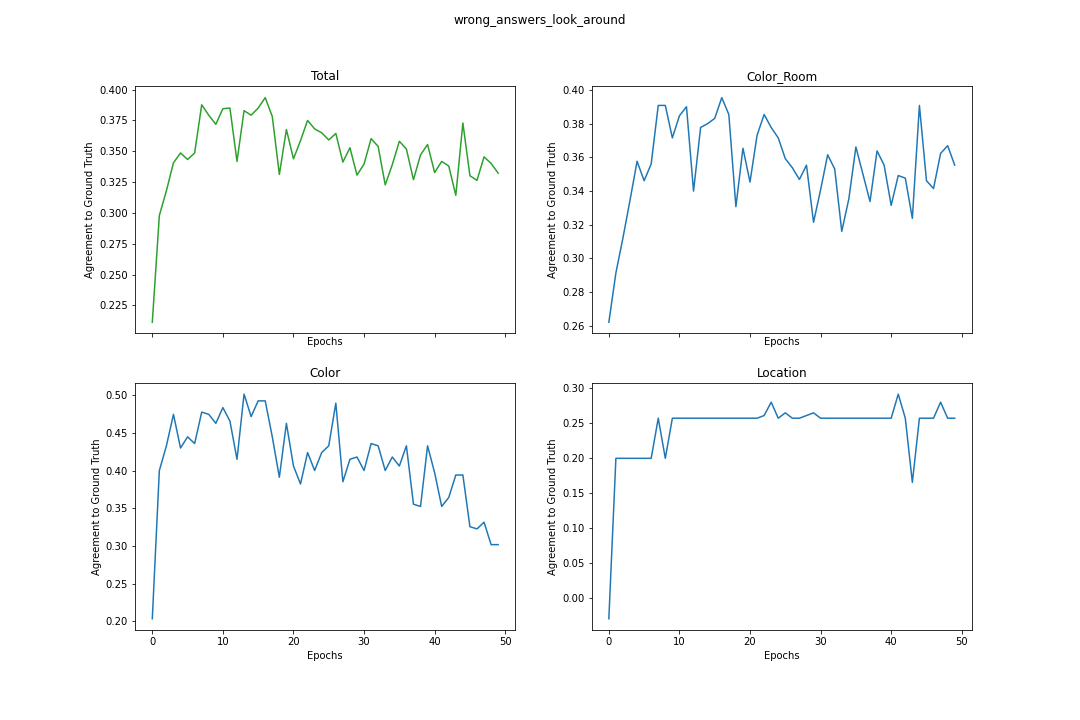 wrong_answers_look_around
Total
Agreement to Ground Truth
0.400
0.375
0.350
0.325
0.300
0.275
0.250
0.225
Epochs
Color_Room
Agreement to Ground Truth
0.40
0.38
0.36
0.34
0.32
0.30
0.28
0.26
Epochs
Color
Agreement to Ground Truth
0.50
0.45
0.40
0.35
0.30
0.25
0.20
0 10 20 30 40 50
Epochs
Location
Agreement to Ground Truth
0.30
0.25
0.20
0.15
0.10
0.05
0.00
0 10 20 30 40 50
Epochs